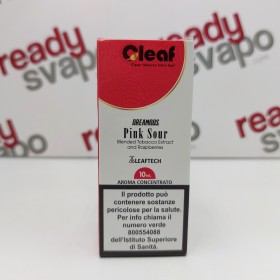 ready
svapo
ready
svapo
Cleaf
DREAMODS
Pink Sour
Blended Tobacco Extract
and Raspberries
LEAFTECH
10mL
AROMA CONCENTRATO
Il prodotto può
contenere sostanze
pericolose per la salute.
Per info chiama il
numero verde
800554088
dell'Istituto Superiore
di Sanità.